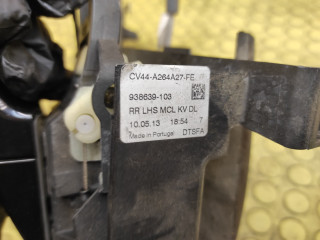 CV44-A264A27-FE
938639-103
RR LHS MCL KV DL
10.05.13 18:54 7
Made in Portugal DTSFA